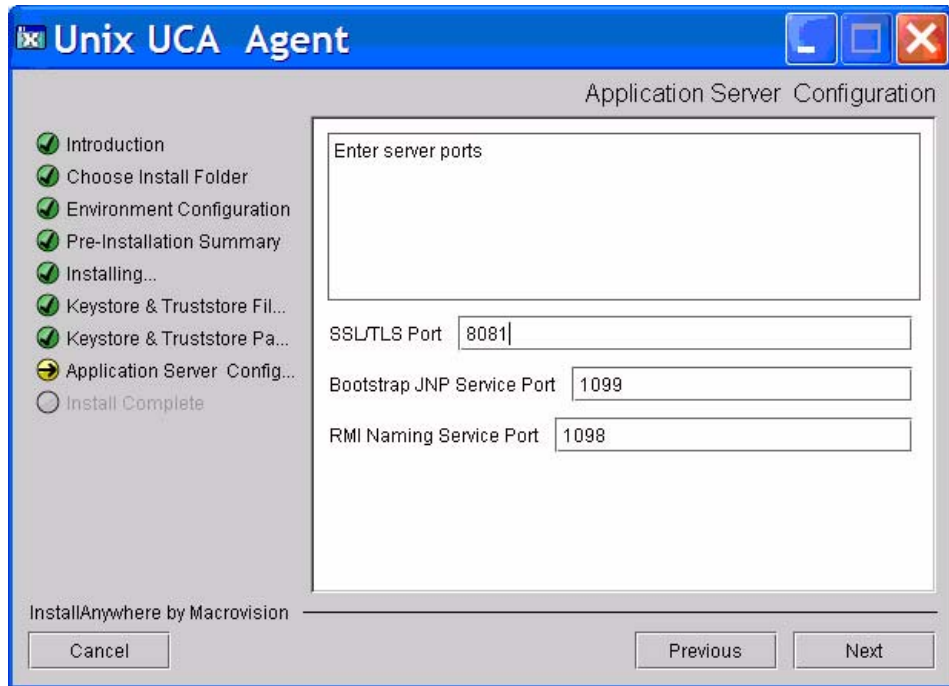 Unix UCA Agent
Application Server Configuration
Introduction
Choose Install Folder
Environment Configuration
Pre-Installation Summary
Installing...
Keystore & Truststore Fil...
Keystore & Truststore Pa...
Application Server Config...
Install Complete
Enter server ports
SSL/TLS Port 8081
Bootstrap JNP Service Port 1099
RMI Naming Service Port 1098
InstallAnywhere by Macrovision
Cancel Previous Next